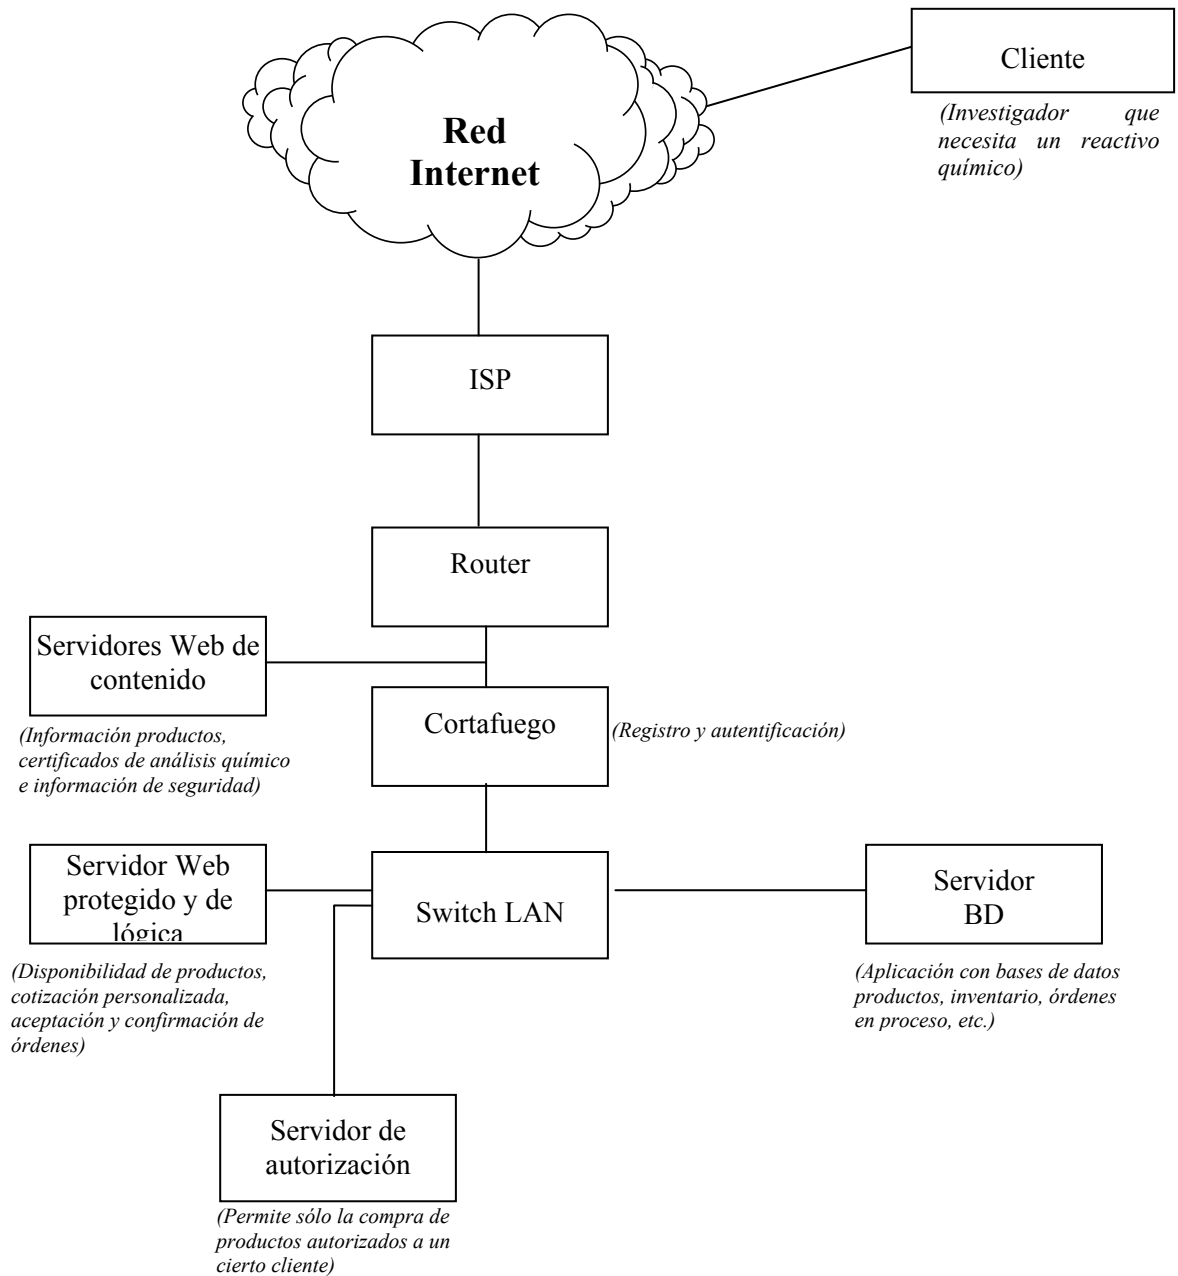 Cliente
(Investigador que
necesita un reactivo
químico)
Red
Internet
ISP
Router
Servidores Web de
contenido
(Información productos,
certificados de análisis químico
e información de seguridad)
Cortafuego
(Registro y autentificación)
Servidor Web
protegido y de
lógica
(Disponibilidad de productos,
cotización personalizada,
aceptación y confirmación de
órdenes)
Switch LAN
Servidor
BD
(Aplicación con bases de datos
productos, inventario, órdenes
en proceso, etc.)
Servidor de
autorización
(Permite sólo la compra de
productos autorizados a un
cierto cliente)